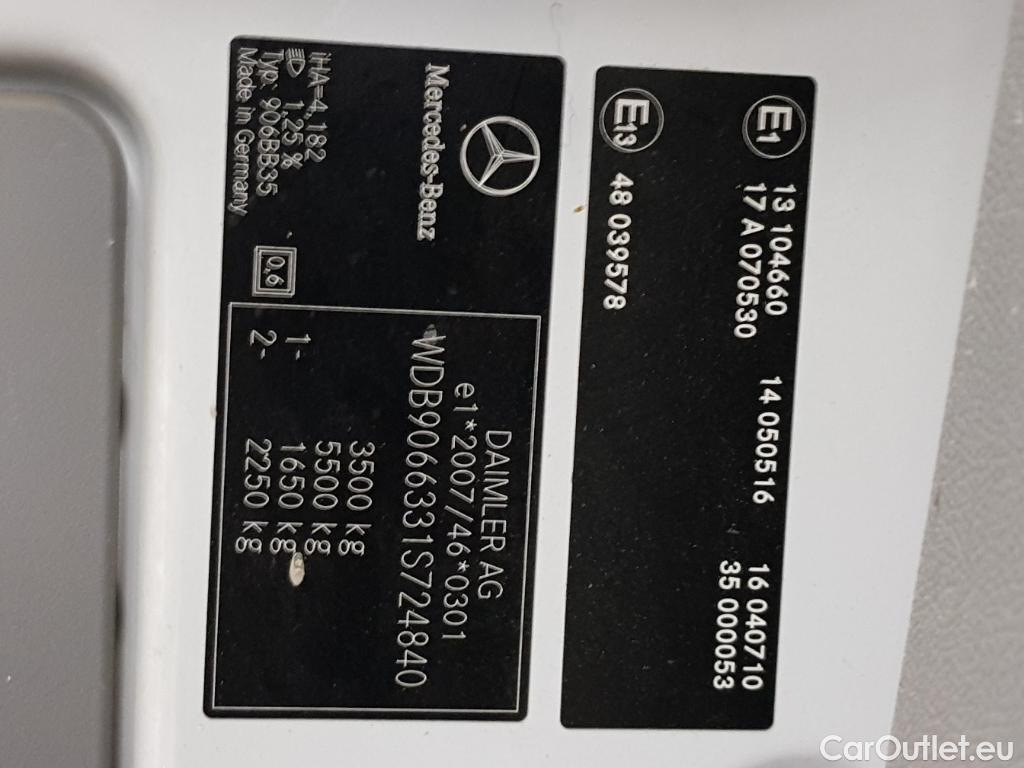 Mercedes-Benz
iHA=4,182
1,25 %
Typ: 906BB35
Made in Germany
0,6
DAIMLER AG
e1*2007/46*0301
WDB9066331S724840
3500 kg
5500 kg
1- 1650 kg
2- 2250 kg
E1 13 104660 14 050516 16 040710
17 A 070530 35 000053
E13 48 039578
CarOutlet.eu